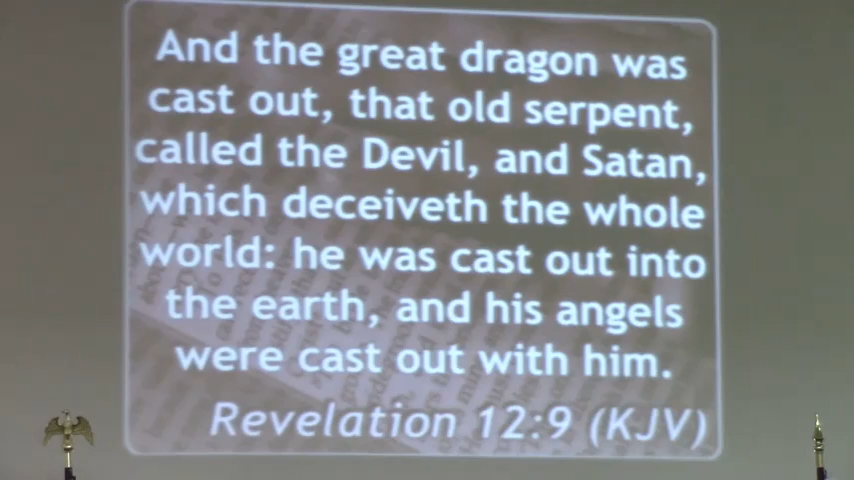 And the great dragon was
cast out, that old serpent,
called the Devil, and Satan,
which deceiveth the whole
world: he was cast out into
the earth, and his angels
were cast out with him.
Revelation 12:9 (KJV)